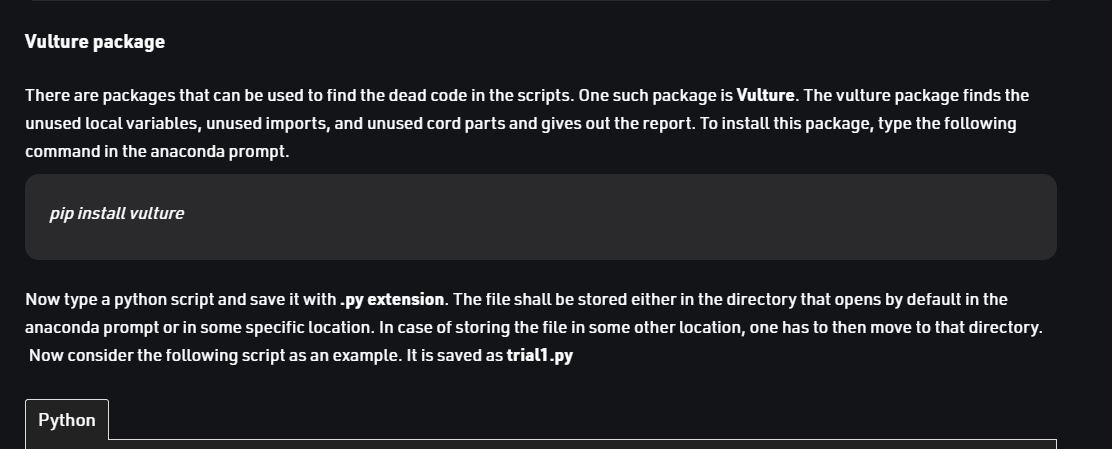 Vulture package
There are packages that can be used to find the dead code in the scripts. One such package is Vulture. The vulture package finds the
unused local variables, unused imports, and unused cord parts and gives out the report. To install this package, type the following
command in the anaconda prompt.
pip install vulture
Now type a python script and save it with .py extension. The file shall be stored either in the directory that opens by default in the
anaconda prompt or in some specific location. In case of storing the file in some other location, one has to then move to that directory.
Now consider the following script as an example. It is saved as trial1.py
Python